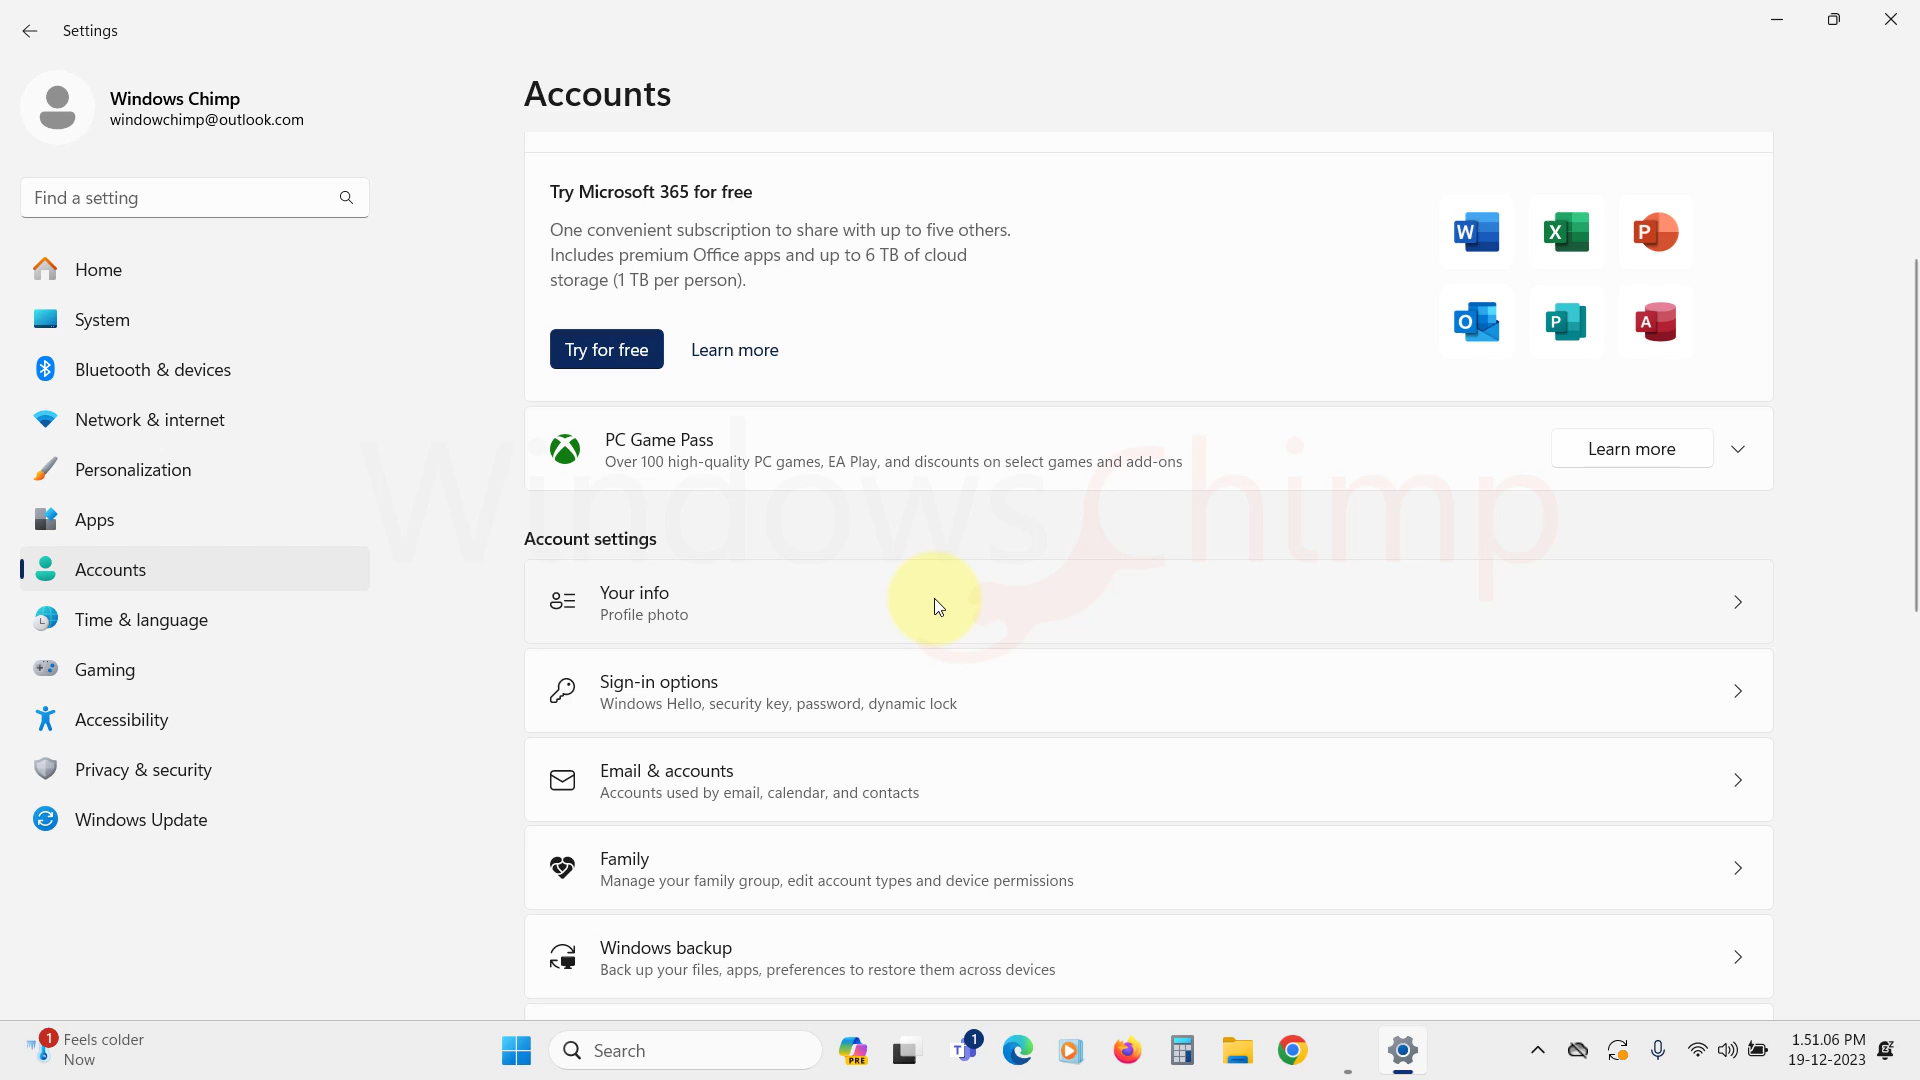 Settings
Windows Chimp
windowchimp@outlook.com
Find a setting
Home
System
Bluetooth & devices
Network & internet
Personalization
Apps
Accounts
Time & language
Gaming
Accessibility
Privacy & security
Windows Update
Accounts
Try Microsoft 365 for free
One convenient subscription to share with up to five others.
Includes premium Office apps and up to 6 TB of cloud
storage (1 TB per person).
Try for free
Learn more
W
X
P
O
P
A
PC Game Pass
Over 100 high-quality PC games, EA Play, and discounts on select games and add-ons
Learn more
WindowsChimp
Account settings
Your info
Profile photo
Sign-in options
Windows Hello, security key, password, dynamic lock
Email & accounts
Accounts used by email, calendar, and contacts
Family
Manage your family group, edit account types and device permissions
Windows backup
Back up your files, apps, preferences to restore them across devices
1
Feels colder
Now
Search
PRE
T
1
1.51.06 PM
19-12-2023